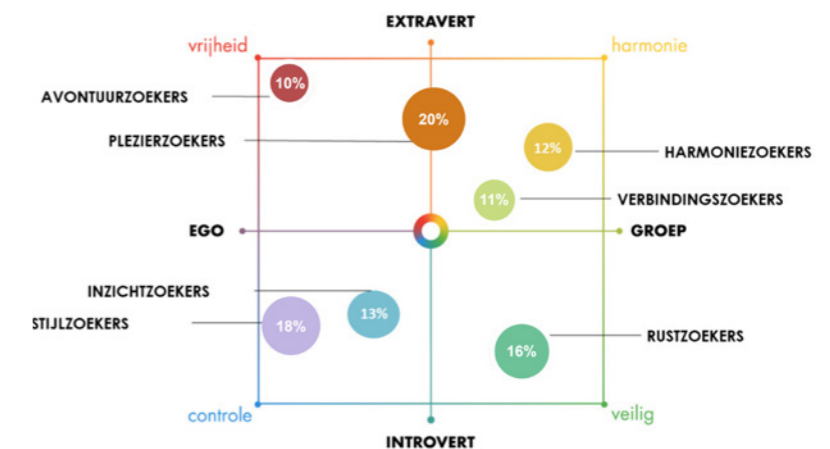 EXTRAVERT
vrijheid
harmonie
10%
AVONTUURZOEKERS
20%
PLEZIERZOEKERS
12%
HARMONIEZOEKERS
11%
VERBINDINGSZOEKERS
EGO
GROEP
INZICHTZOEKERS
13%
STIJLZOEKERS
18%
RUSTZOEKERS
16%
controle
veilig
INTROVERT